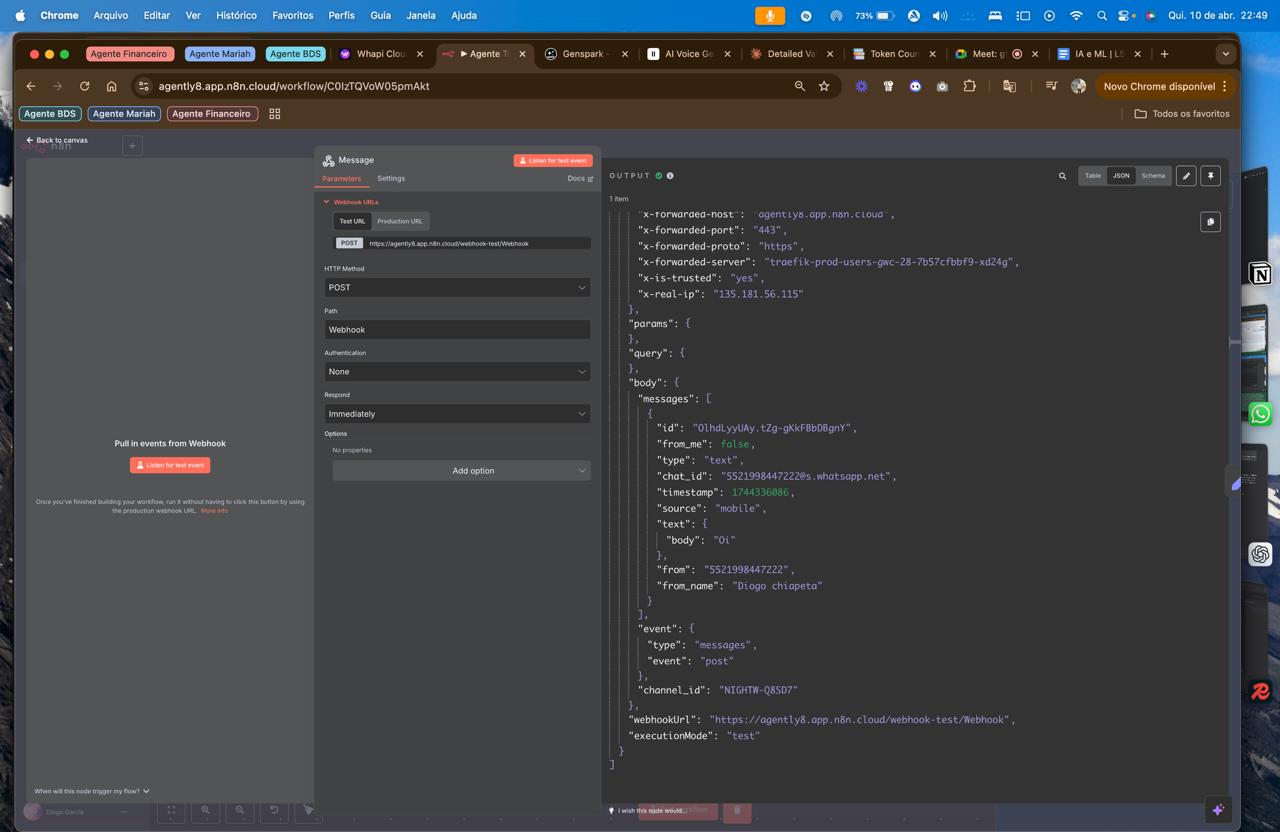 Chrome Arquivo Editar Ver Histórico Favoritos Perfis Guia Janela Ajuda 73% Qui. 10 de abr. 22:49
Agente Financeiro Agente Mariah Agente BDS Whapi Clou Agente T Genspark - AI Voice Ge Detailed Va Token Coun Meet: g IA e ML | LS
agently8.app.n8n.cloud/workflow/ Novo Chrome disponível
Agente BDS Agente Mariah Agente Financeiro Todos os favoritos
Back to canvas
n8n
Message Listen for test event
Parameters Settings Docs
Webhook URLs
Test URL Production URL
POST https://agently8.app.n8n.cloud/webhook-test/Webhook
HTTP Method
POST
Path
Webhook
Authentication
None
Respond
Immediately
Options
No properties
Add option
Pull in events from Webhook
Listen for test event
Once you've finished building your workflow, run it without having to click this button by using
the production webhook URL. More info
When will this node trigger my flow?
Diogo Garcia
OUTPUT Table JSON Schema
1 item
"x-forwarded-host": "agently8.app.n8n.cloud",
"x-forwarded-port": "443",
"x-forwarded-proto": "https",
"x-forwarded-server": "traefik-prod-users-gwc-28-7b57cfbbf9-xd24g",
"x-is-trusted": "yes",
"x-real-ip": "135.181.56.115"
},
"params": {
},
"query": {
},
"body": {
"messages": [
{
"id": "OlhdLyyUAy.tZg-gKkFBbDBgnY",
"from_me": false,
"type": "text",
"chat_id": "5521998447222@s.whatsapp.net",
"timestamp": 1744336086,
"source": "mobile",
"text": {
"body": "Oi"
},
"from": "5521998447222",
"from_name": "Diogo chiapeta"
}
],
"event": {
"type": "messages",
"event": "post"
},
"channel_id": "NIGHTW-Q8SD7"
},
"webhookUrl": "https://agently8.app.n8n.cloud/webhook-test/Webhook",
"executionMode": "test"
}
]
I wish this node would...